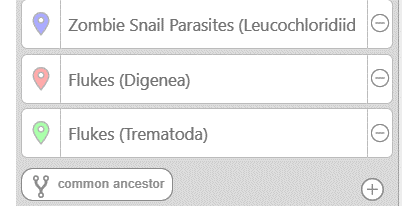 Zombie Snail Parasites (Leucochloridiid
Flukes (Digenea)
Flukes (Trematoda)
common ancestor